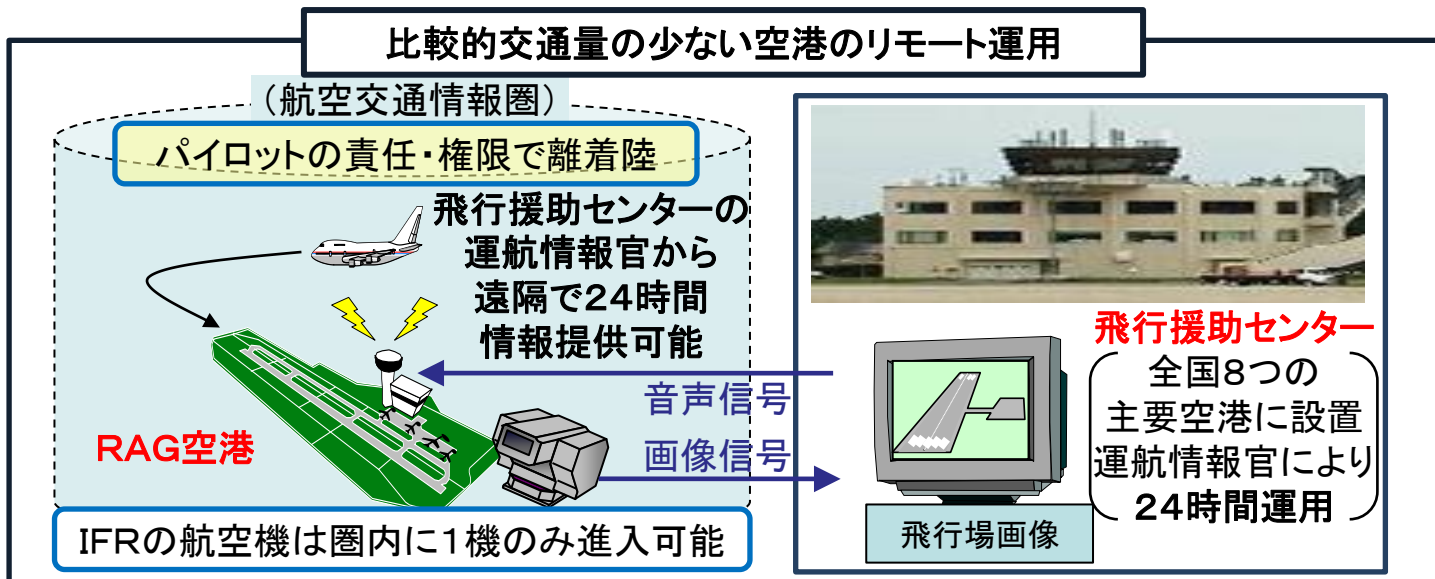 比較的交通量の少ない空港のリモート運用
（航空交通情報圏）
パイロットの責任・権限で離着陸
飛行援助センターの
運航情報官から
遠隔で２４時間
情報提供可能
音声信号
画像信号
ＲＡＧ空港
IFRの航空機は圏内に１機のみ進入可能
飛行援助センター
全国８つの
主要空港に設置
運航情報官により
２４時間運用
飛行場画像